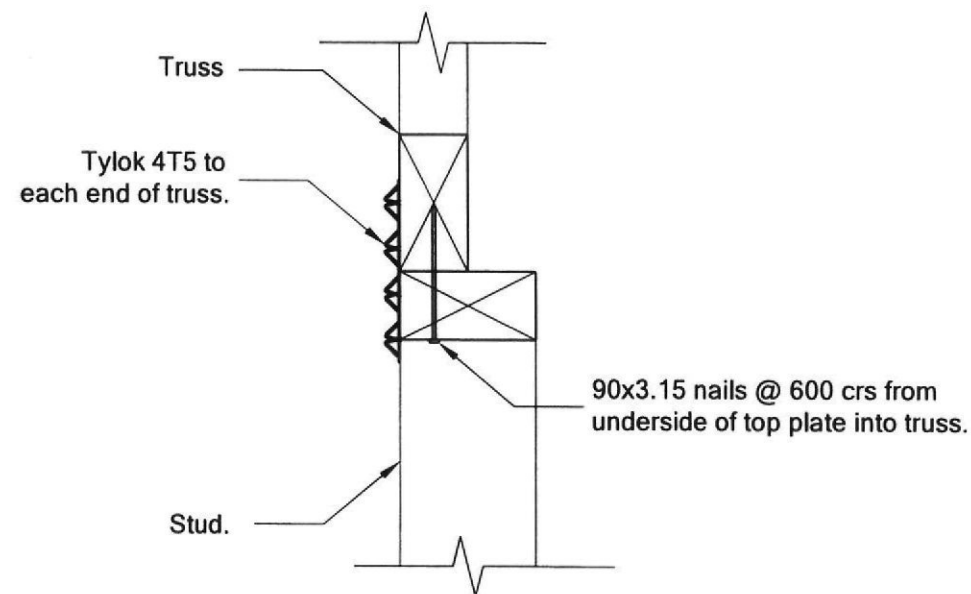 Truss
Tylok 4T5 to
each end of truss.
90x3.15 nails @ 600 crs from
underside of top plate into truss.
Stud.